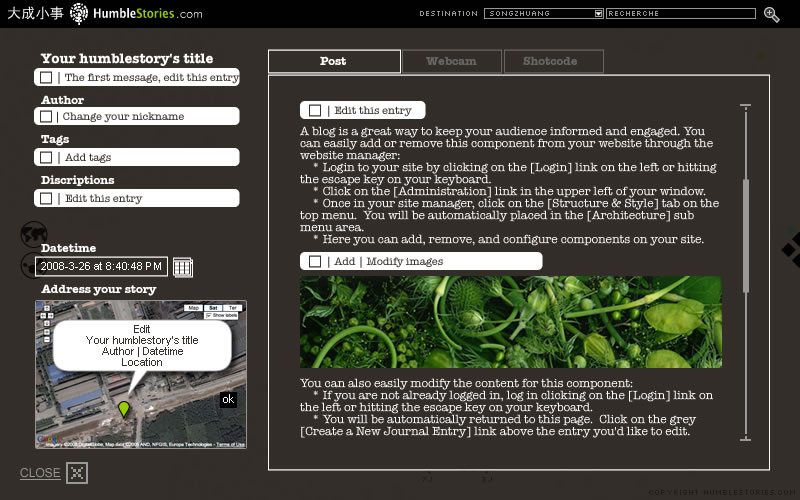 大成小事 HumbleStories.com
DESTINATION SONGZHUANG RECHERCHE
Your humblestory's title
| The first message, edit this entry
Author
| Change your nickname
Tags
| Add tags
Discriptions
| Edit this entry
Datetime
2008-3-26 at 8:40:48 PM
Address your story
Map Sat Ter
Show labels
Edit
Your humblestory's title
Author | Datetime
Location
ok
Imagery ©2008 DigitalGlobe, Map data ©2008 AND, NFGIS, Europa Technologies - Terms of Use
CLOSE
Post Webcam Shotcode
| Edit this entry
A blog is a great way to keep your audience informed and engaged. You
can easily add or remove this component from your website through the
website manager:
* Login to your site by clicking on the [Login] link on the left or hitting
the escape key on your keyboard.
* Click on the [Administration] link in the upper left of your window.
* Once in your site manager, click on the [Structure & Style] tab on the
top menu. You will be automatically placed in the [Architecture] sub
menu area.
* Here you can add, remove, and configure components on your site.
| Add | Modify images
You can also easily modify the content for this component:
* If you are not already logged in, log in clicking on the [Login] link on
the left or hitting the escape key on your keyboard.
* You will be automatically returned to this page. Click on the grey
[Create a New Journal Entry] link above the entry you'd like to edit.
COPYRIGHT HUMBLESTORIES.COM